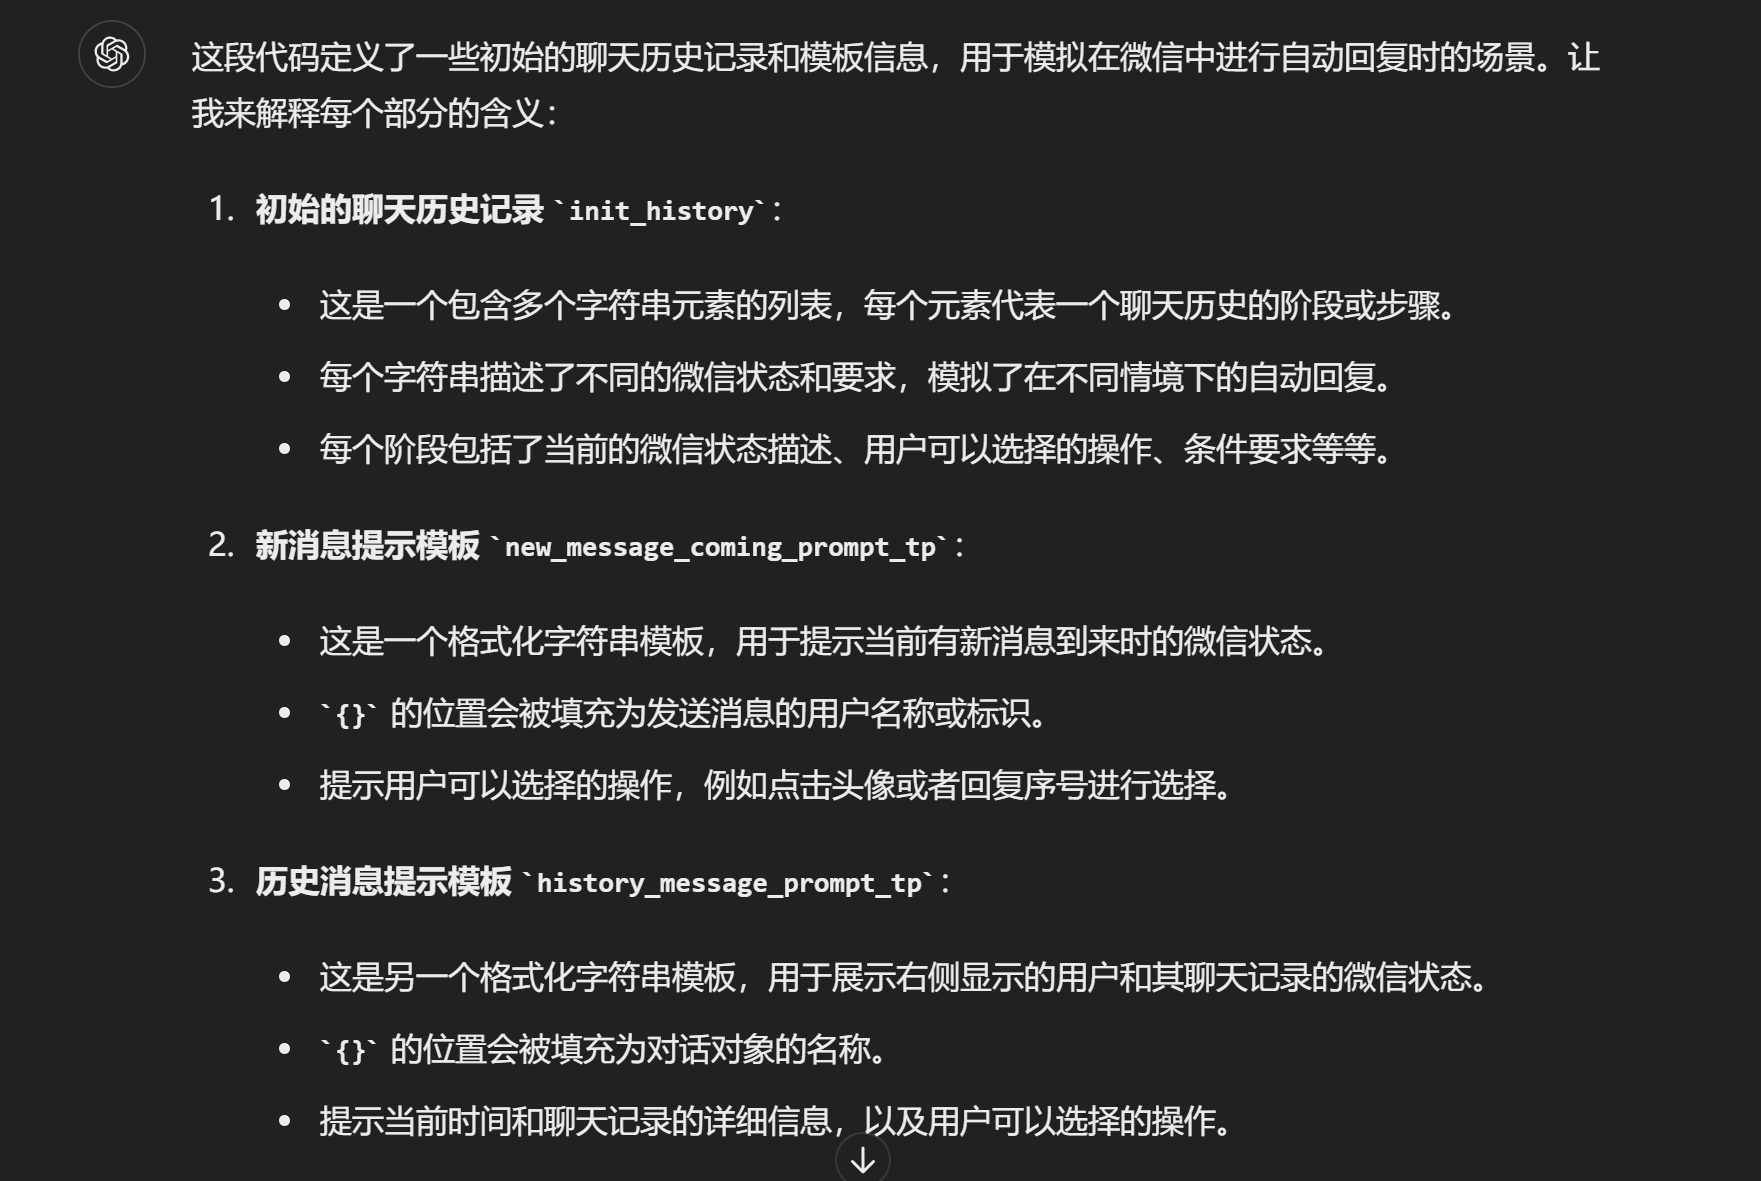 这段代码定义了一些初始的聊天历史记录和模板信息，用于模拟在微信中进行自动回复时的场景。让
我来解释每个部分的含义：
1. 初始的聊天历史记录 `init_history`：
• 这是一个包含多个字符串元素的列表，每个元素代表一个聊天历史的阶段或步骤。
• 每个字符串描述了不同的微信状态和要求，模拟了在不同情境下的自动回复。
• 每个阶段包括了当前的微信状态描述、用户可以选择的操作、条件要求等等。
2. 新消息提示模板 `new_message_coming_prompt_tp`：
• 这是一个格式化字符串模板，用于提示当前有新消息到来时的微信状态。
• `{}` 的位置会被填充为发送消息的用户名称或标识。
• 提示用户可以选择的操作，例如点击头像或者回复序号进行选择。
3. 历史消息提示模板 `history_message_prompt_tp`：
• 这是另一个格式化字符串模板，用于展示右侧显示的用户和其聊天记录的微信状态。
• `{}` 的位置会被填充为对话对象的名称。
• 提示当前时间和聊天记录的详细信息，以及用户可以选择的操作。